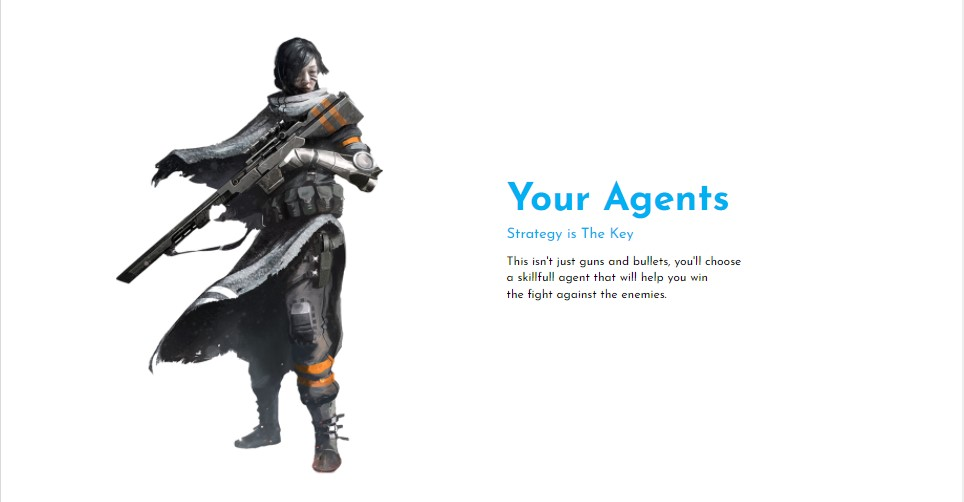 Your Agents
Strategy is The Key
This isn't just guns and bullets, you'll choose
a skillfull agent that will help you win
the fight against the enemies.